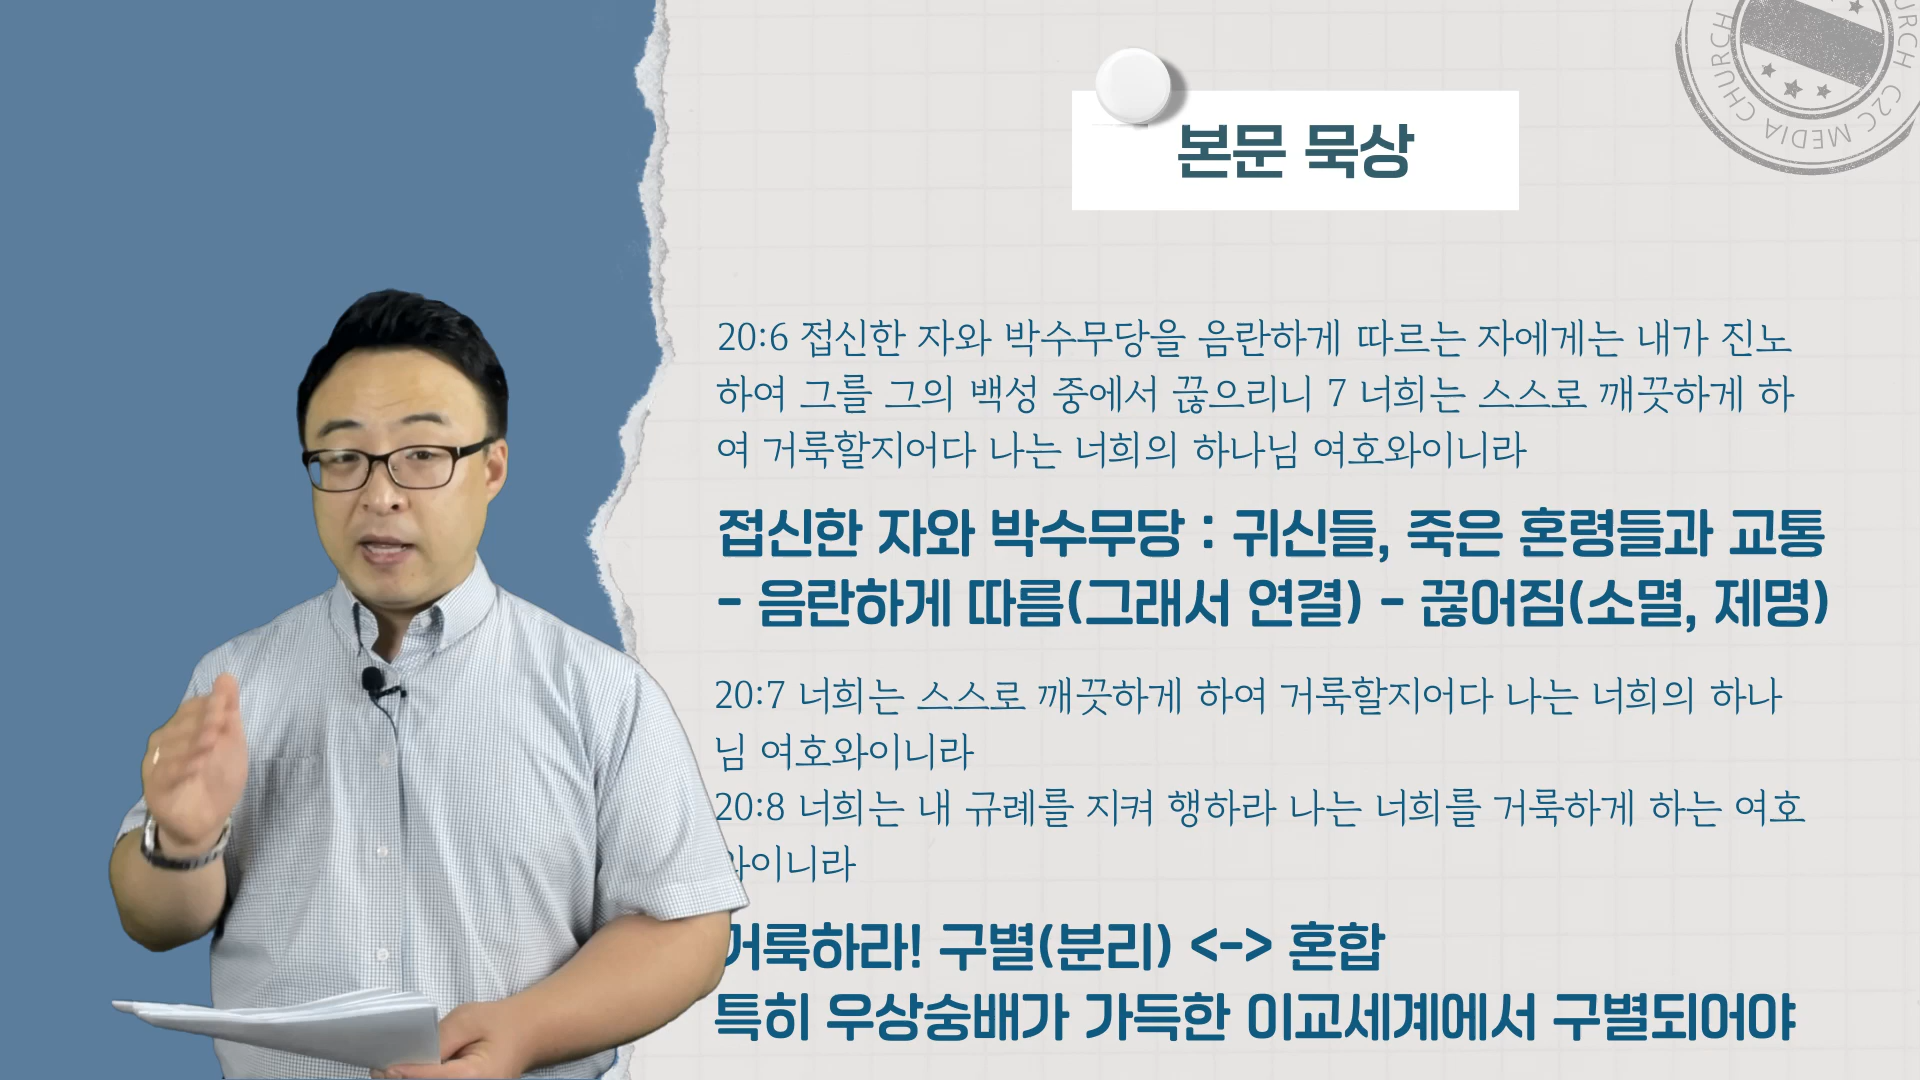 CHURCH C2C MEDIA CHURCH
본문 묵상
20:6 접신한 자와 박수무당을 음란하게 따르는 자에게는 내가 진노
하여 그를 그의 백성 중에서 끊으리니 7 너희는 스스로 깨끗하게 하
여 거룩할지어다 나는 너희의 하나님 여호와이니라
접신한 자와 박수무당 : 귀신들, 죽은 혼령들과 교통
- 음란하게 따름(그래서 연결) - 끊어짐(소멸, 제명)
20:7 너희는 스스로 깨끗하게 하여 거룩할지어다 나는 너희의 하나
님 여호와이니라
20:8 너희는 내 규례를 지켜 행하라 나는 너희를 거룩하게 하는 여호
와이니라
거룩하라! 구별(분리) <-> 혼합
특히 우상숭배가 가득한 이교세계에서 구별되어야